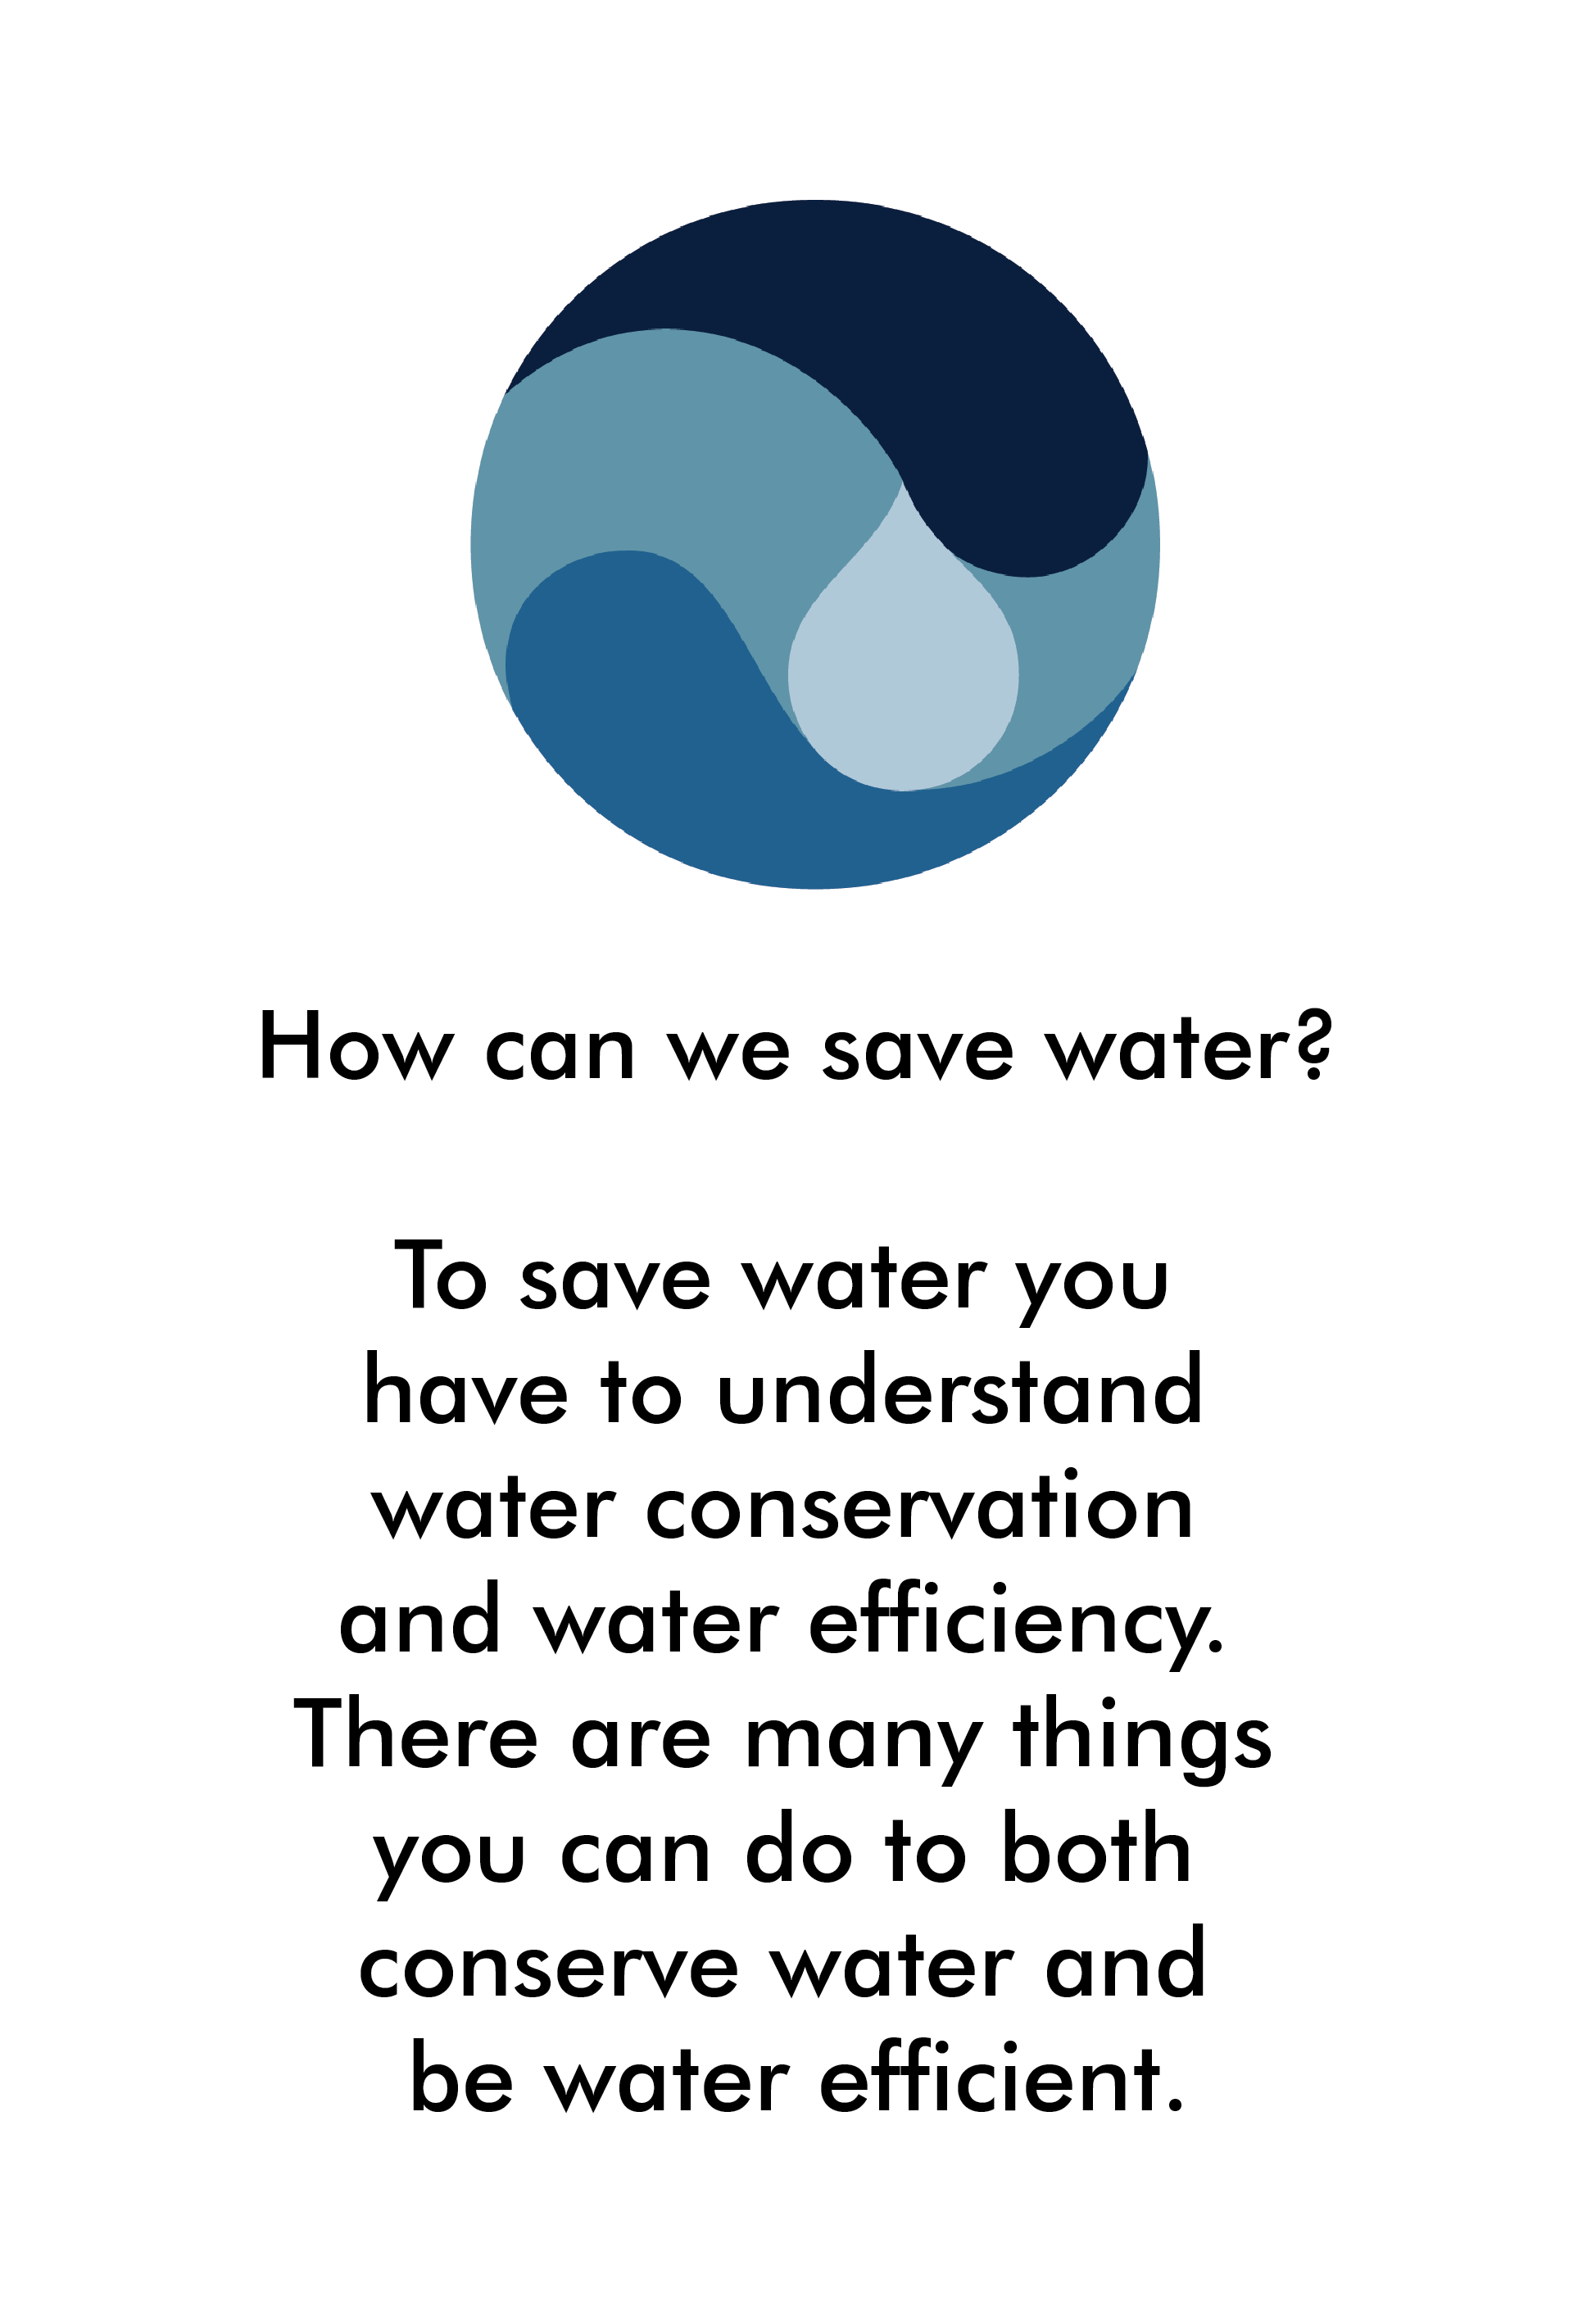 How can we save water?
To save water you
have to understand
water conservation
and water efficiency.
There are many things
you can do to both
conserve water and
be water efficient.